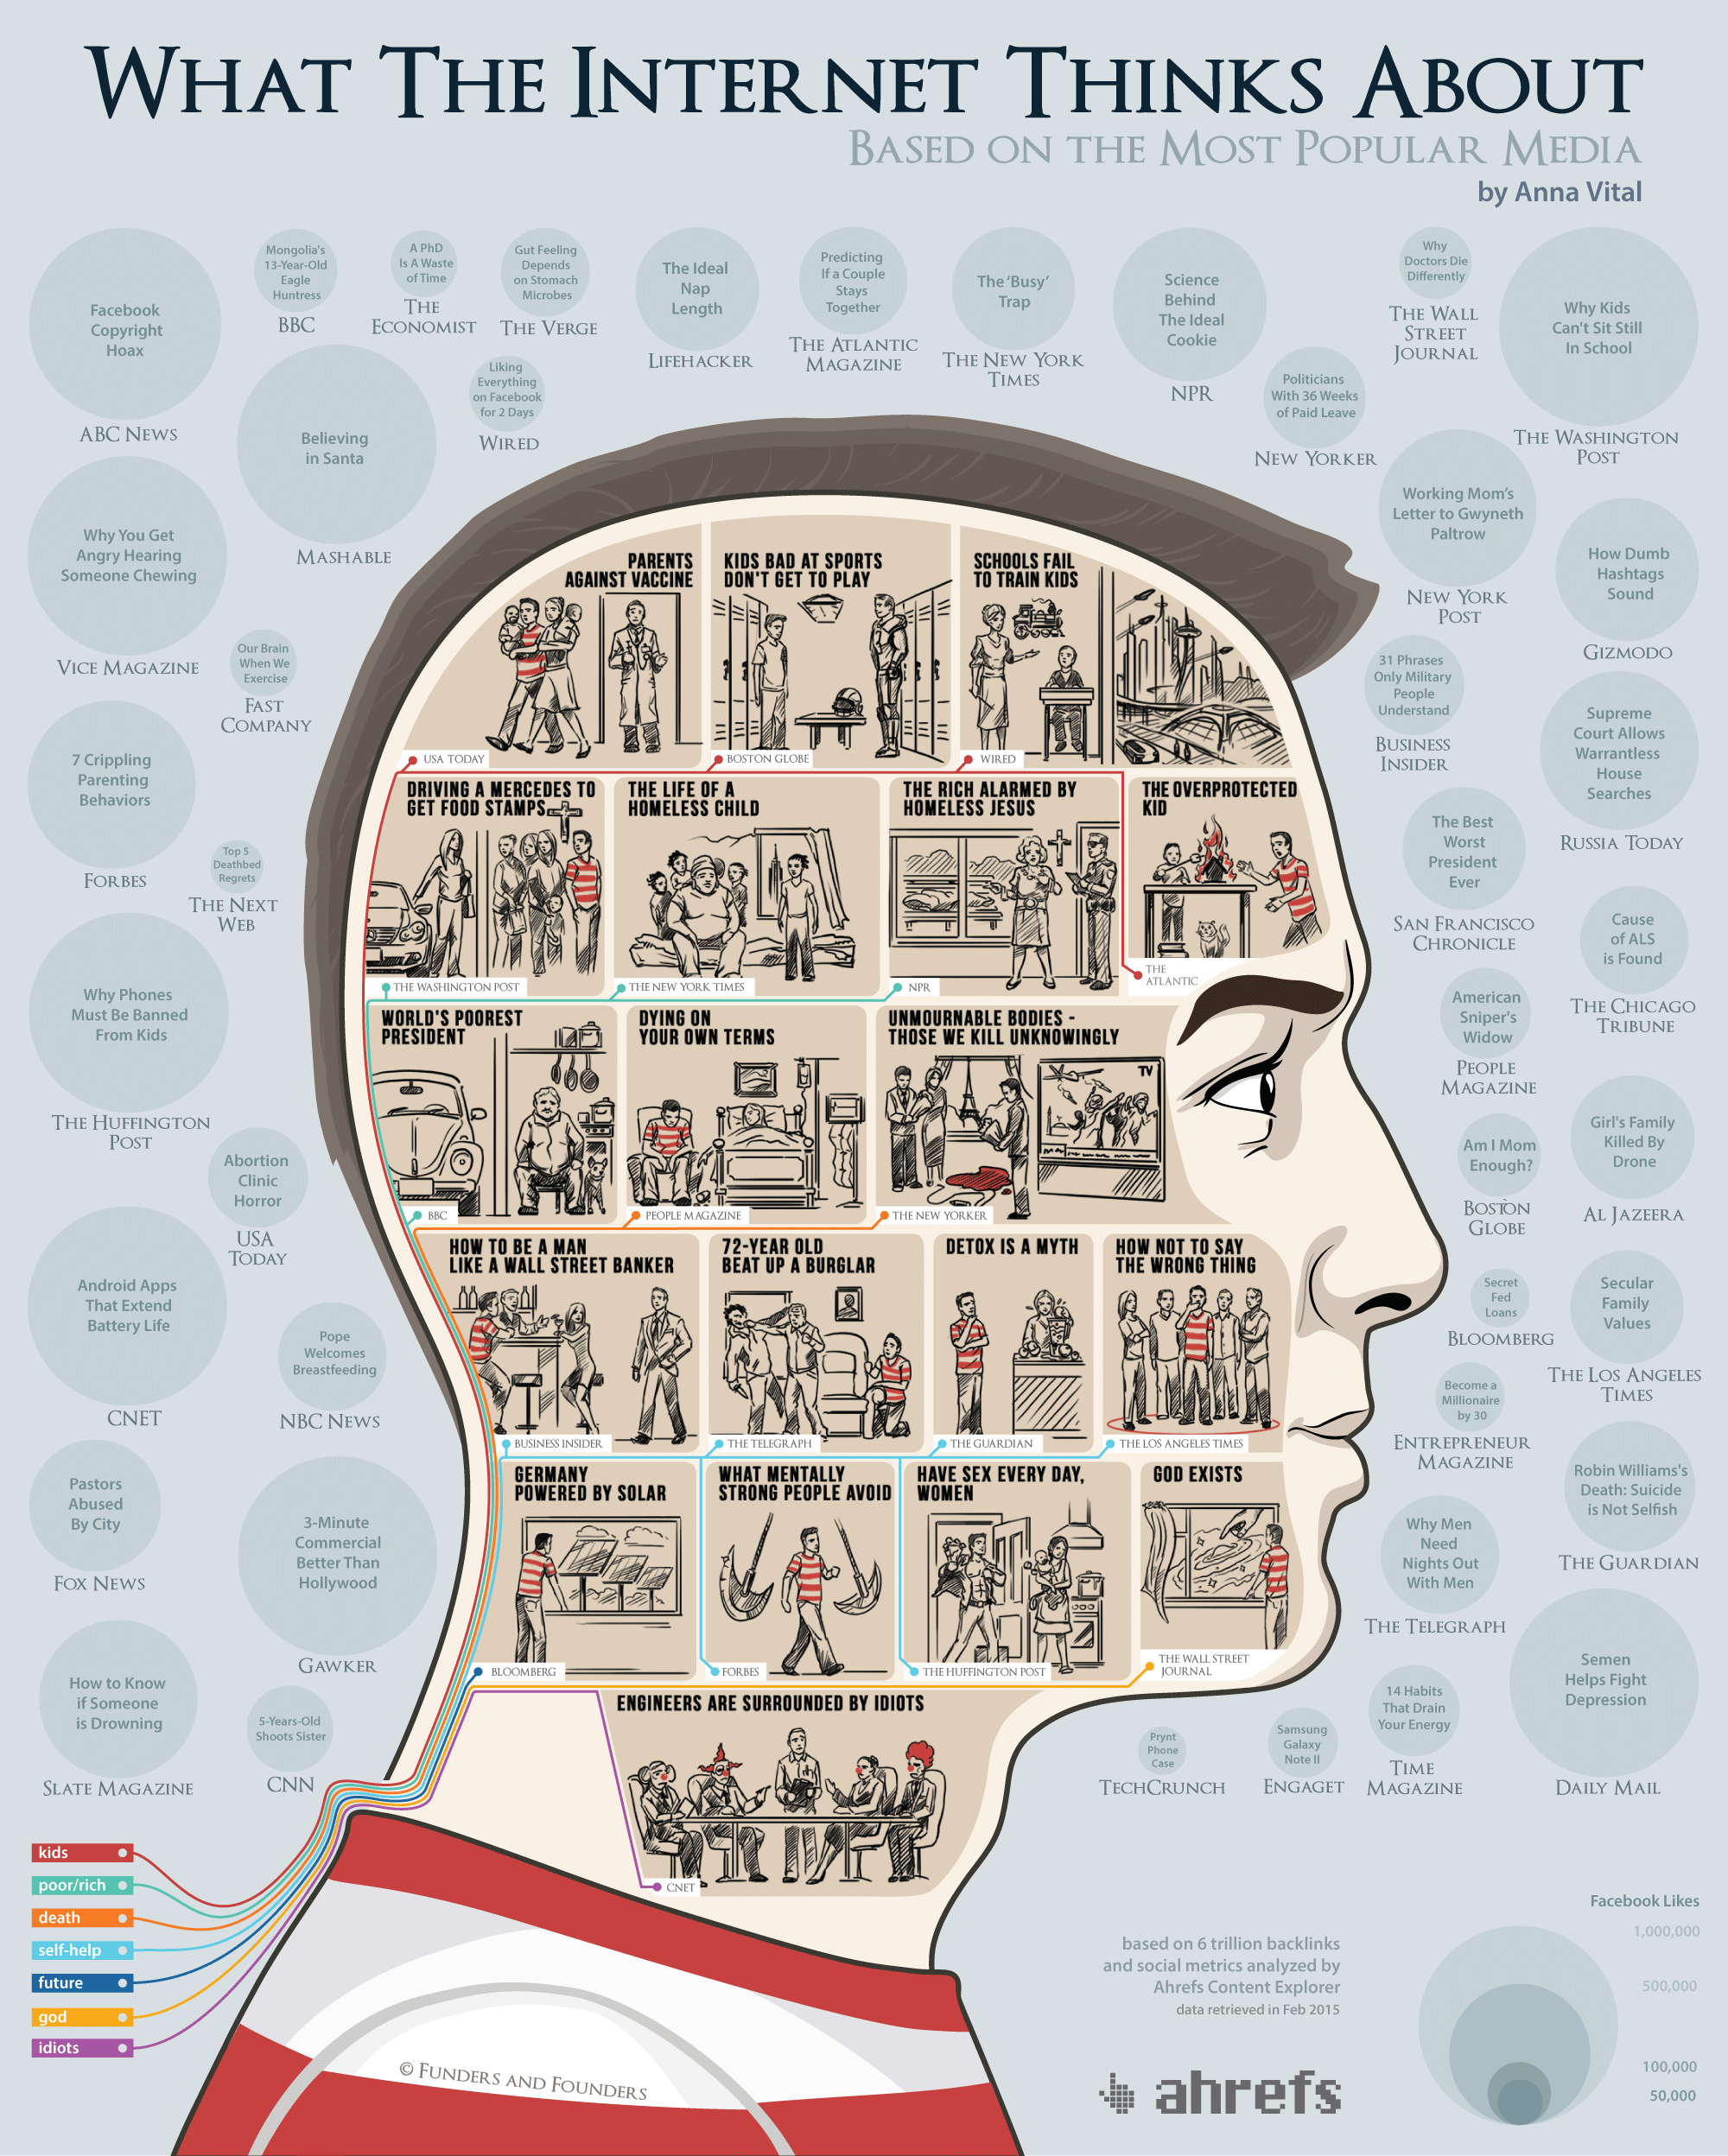 What The Internet Thinks About
Based on the Most Popular Media
by Anna Vital
Facebook
Copyright
Hoax
ABC News
Mongolia's
13-Year-Old
Eagle
Huntress
BBC
A PhD
Is A Waste
of Time
The
Economist
Gut Feeling
Depends
on Stomach
Microbes
The Verge
The Ideal
Nap
Length
Lifehacker
Predicting
If a Couple
Stays
Together
The Atlantic
Magazine
The ‘Busy’
Trap
The New York
Times
Science
Behind
The Ideal
Cookie
NPR
Why
Doctors Die
Differently
The Wall
Street
Journal
Why Kids
Can't Sit Still
In School
The Washington
Post
Believing
in Santa
Mashable
Liking
Everything
on Facebook
for 2 Days
Wired
Politicians
With 36 Weeks
of Paid Leave
New Yorker
Why You Get
Angry Hearing
Someone Chewing
Vice Magazine
Working Mom's
Letter to Gwyneth
Paltrow
New York
Post
How Dumb
Hashtags
Sound
Gizmodo
Our Brain
When We
Exercise
Fast
Company
31 Phrases
Only Military
People
Understand
Business
Insider
7 Crippling
Parenting
Behaviors
Forbes
Supreme
Court Allows
Warrantless
House
Searches
Russia Today
Top 5
Deathbed
Regrets
The Next
Web
The Best
Worst
President
Ever
San Francisco
Chronicle
Cause
of ALS
is Found
The Chicago
Tribune
Why Phones
Must Be Banned
From Kids
The Huffington
Post
American
Sniper's
Widow
People
Magazine
Girl's Family
Killed By
Drone
Al Jazeera
Abortion
Clinic
Horror
USA
Today
Am I Mom
Enough?
Boston
Globe
Android Apps
That Extend
Battery Life
CNET
Secret
Fed
Loans
Bloomberg
Secular
Family
Values
The Los Angeles
Times
Pope
Welcomes
Breastfeeding
NBC News
Become a
Millionaire
by 30
Entrepreneur
Magazine
Pastors
Abused
By City
Fox News
Robin Williams's
Death: Suicide
is Not Selfish
The Guardian
3-Minute
Commercial
Better Than
Hollywood
Gawker
Why Men
Need
Nights Out
With Men
The Telegraph
How to Know
if Someone
is Drowning
Slate Magazine
5-Years-Old
Shoots Sister
CNN
Prynt
Phone
Case
TechCrunch
Samsung
Galaxy
Note II
Engaget
14 Habits
That Drain
Your Energy
Time
Magazine
Semen
Helps Fight
Depression
Daily Mail
PARENTS
AGAINST VACCINE
USA TODAY
KIDS BAD AT SPORTS
DON'T GET TO PLAY
BOSTON GLOBE
SCHOOLS FAIL
TO TRAIN KIDS
WIRED
DRIVING A MERCEDES TO
GET FOOD STAMPS
THE WASHINGTON POST
THE LIFE OF A
HOMELESS CHILD
THE NEW YORK TIMES
THE RICH ALARMED BY
HOMELESS JESUS
NPR
THE OVERPROTECTED
KID
THE
ATLANTIC
WORLD'S POOREST
PRESIDENT
BBC
DYING ON
YOUR OWN TERMS
PEOPLE MAGAZINE
UNMOURNABLE BODIES -
THOSE WE KILL UNKNOWINGLY
TV
THE NEW YORKER
HOW TO BE A MAN
LIKE A WALL STREET BANKER
BUSINESS INSIDER
72-YEAR OLD
BEAT UP A BURGLAR
THE TELEGRAPH
DETOX IS A MYTH
THE GUARDIAN
HOW NOT TO SAY
THE WRONG THING
THE LOS ANGELES TIMES
GERMANY
POWERED BY SOLAR
BLOOMBERG
WHAT MENTALLY
STRONG PEOPLE AVOID
FORBES
HAVE SEX EVERY DAY,
WOMEN
THE HUFFINGTON POST
GOD EXISTS
THE WALL STREET
JOURNAL
ENGINEERS ARE SURROUNDED BY IDIOTS
CNET
kids
poor/rich
death
self-help
future
god
idiots
© Funders and Founders
based on 6 trillion backlinks
and social metrics analyzed by
Ahrefs Content Explorer
data retrieved in Feb 2015
ahrefs
Facebook Likes
1,000,000
500,000
100,000
50,000